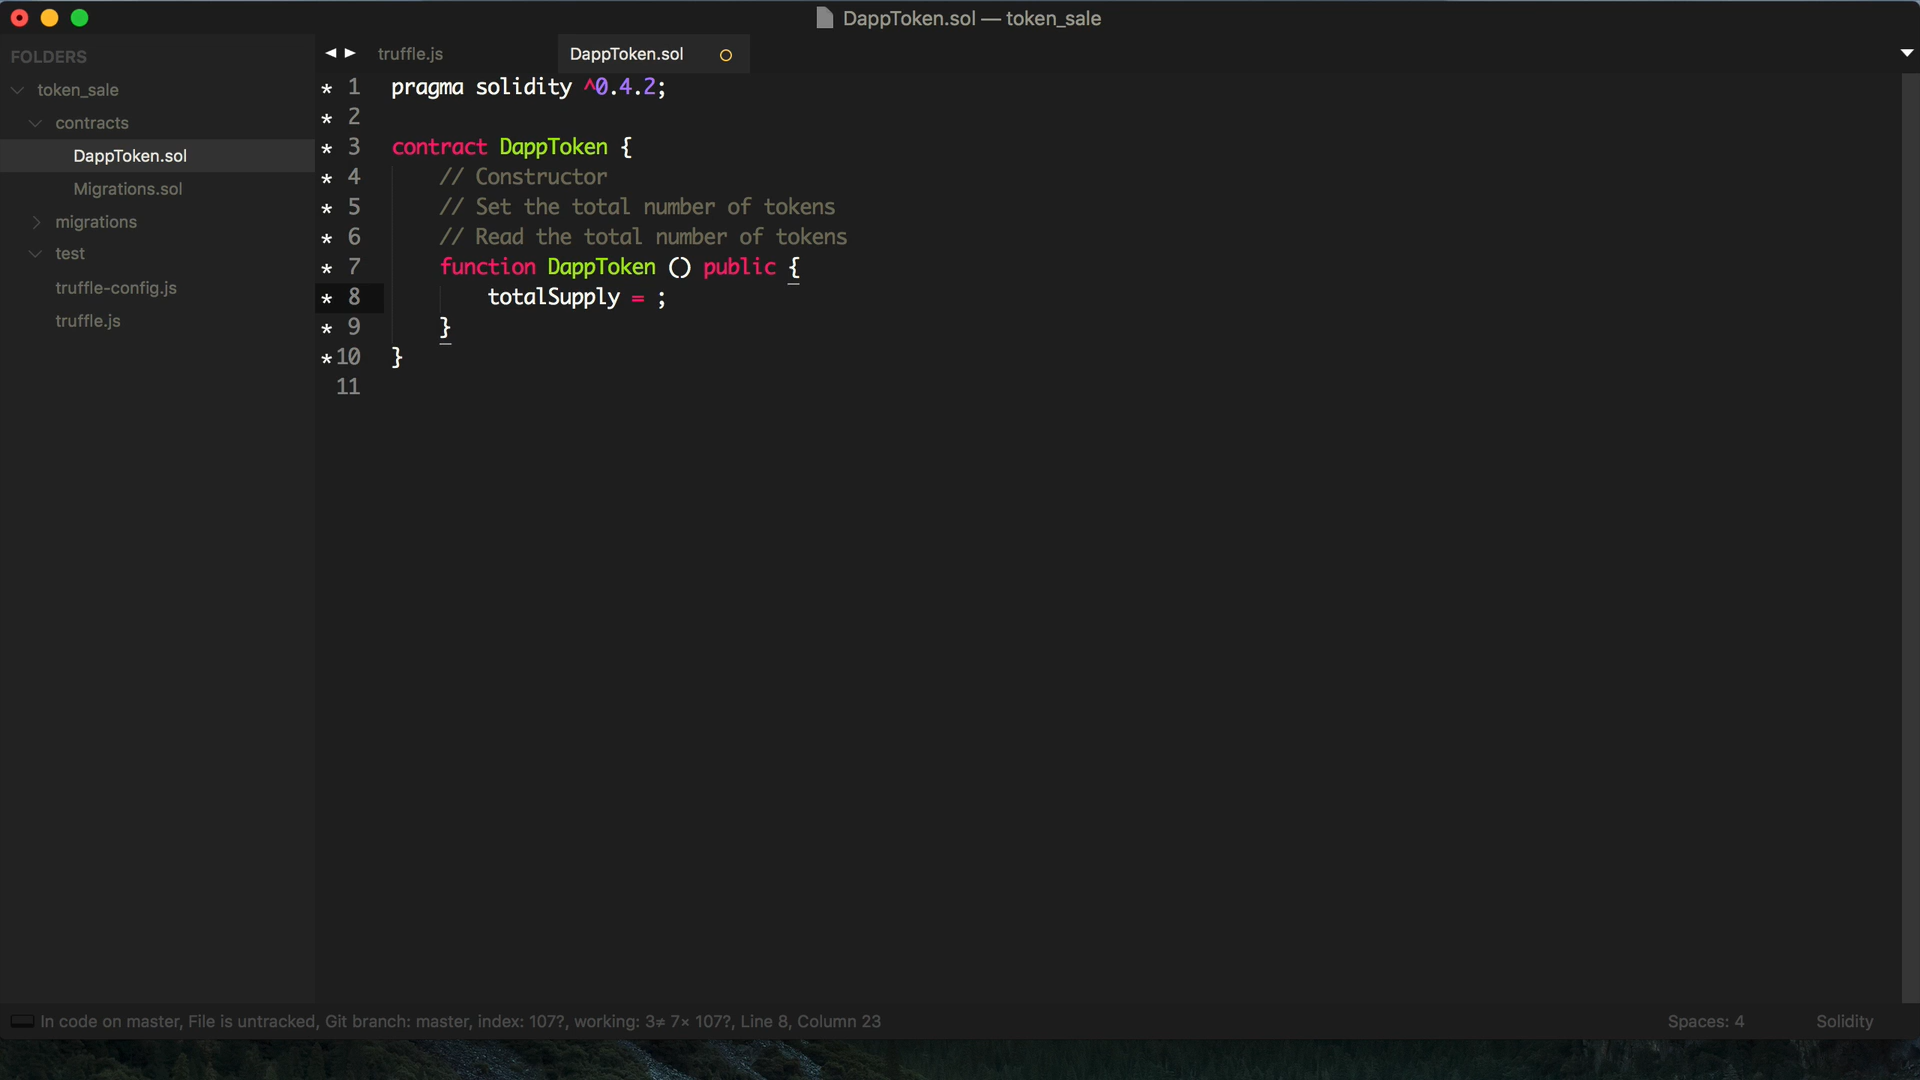 DappToken.sol — token_sale
FOLDERS
token_sale
contracts
DappToken.sol
Migrations.sol
migrations
test
truffle-config.js
truffle.js
truffle.js
DappToken.sol
* 1 pragma solidity ^0.4.2;
* 2
* 3 contract DappToken {
* 4 // Constructor
* 5 // Set the total number of tokens
* 6 // Read the total number of tokens
* 7 function DappToken () public {
* 8 totalSupply = ;
* 9 }
*10 }
11
In code on master, File is untracked, Git branch: master, index: 107?, working: 3≠ 7× 107?, Line 8, Column 23
Spaces: 4
Solidity